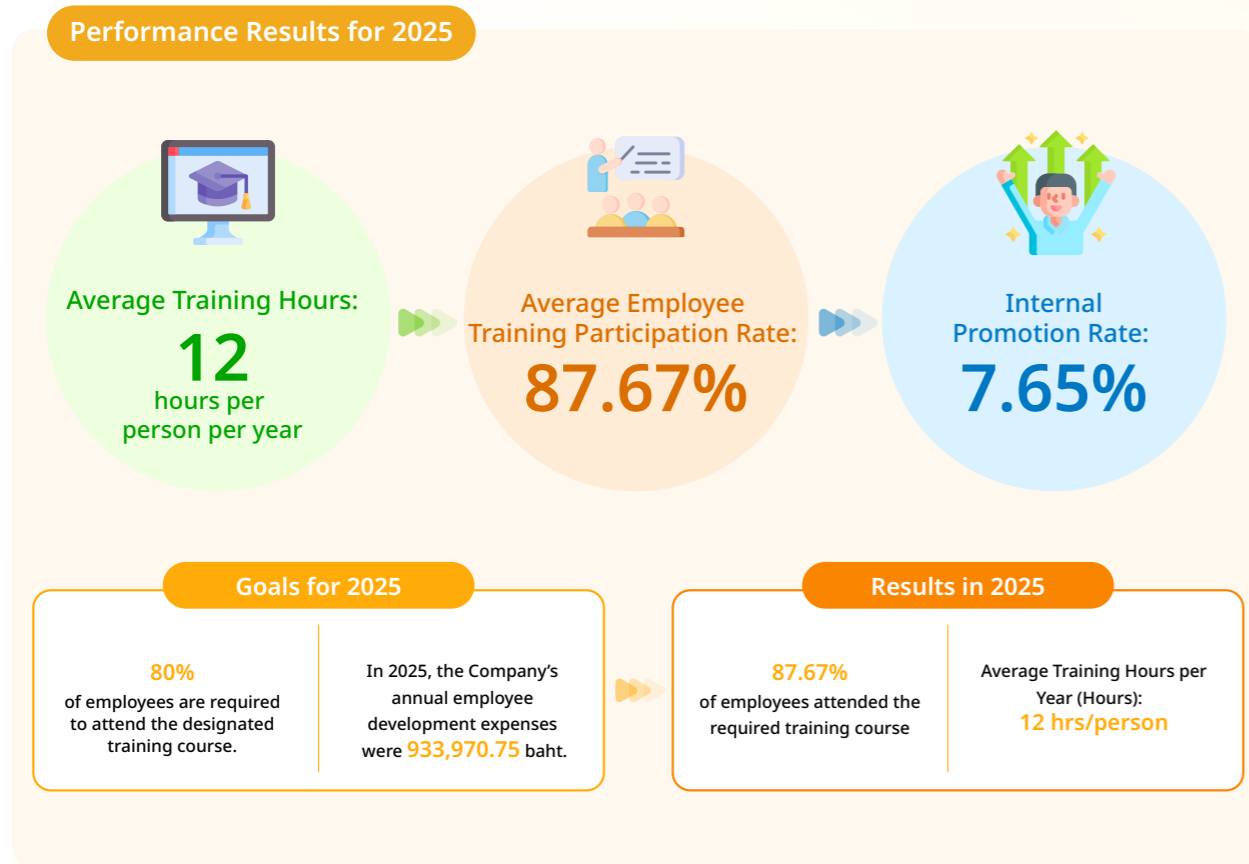 Performance Results for 2025
Average Training Hours:
12
hours per
person per year
Average Employee
Training Participation Rate:
87.67%
Internal
Promotion Rate:
7.65%
Goals for 2025
80%
of employees are required
to attend the designated
training course.
In 2025, the Company’s
annual employee
development expenses
were 933,970.75 baht.
Results in 2025
87.67%
of employees attended the
required training course
Average Training Hours per
Year (Hours):
12 hrs/person